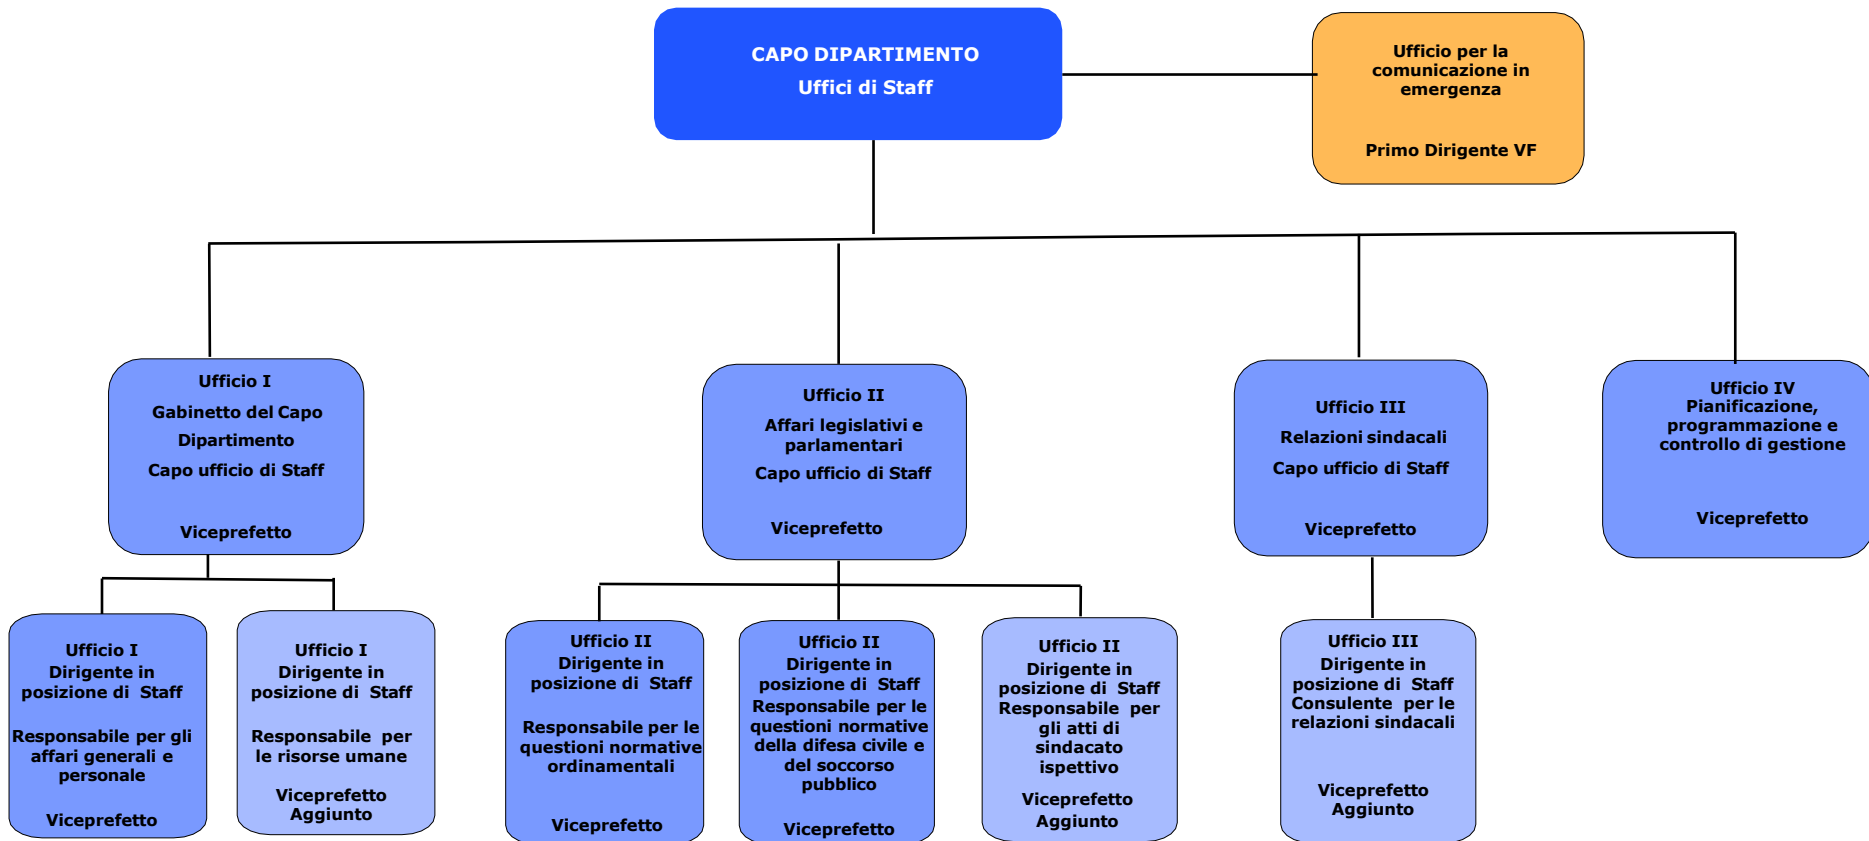 CAPO DIPARTIMENTO
Uffici di Staff
Ufficio per la
comunicazione in
emergenza
Primo Dirigente VF
Ufficio I
Gabinetto del Capo
Dipartimento
Capo ufficio di Staff
Viceprefetto
Ufficio II
Affari legislativi e
parlamentari
Capo ufficio di Staff
Viceprefetto
Ufficio III
Relazioni sindacali
Capo ufficio di Staff
Viceprefetto
Ufficio IV
Pianificazione,
programmazione e
controllo di gestione
Viceprefetto
Ufficio I
Dirigente in
posizione di Staff
Responsabile per gli
affari generali e
personale
Viceprefetto
Ufficio I
Dirigente in
posizione di Staff
Responsabile per
le risorse umane
Viceprefetto
Aggiunto
Ufficio II
Dirigente in
posizione di Staff
Responsabile per le
questioni normative
ordinamentali
Viceprefetto
Ufficio II
Dirigente in
posizione di Staff
Responsabile per le
questioni normative
della difesa civile e
del soccorso
pubblico
Viceprefetto
Ufficio II
Dirigente in
posizione di Staff
Responsabile per
gli atti di
sindacato
ispettivo
Viceprefetto
Aggiunto
Ufficio III
Dirigente in
posizione di Staff
Consulente per le
relazioni sindacali
Viceprefetto
Aggiunto